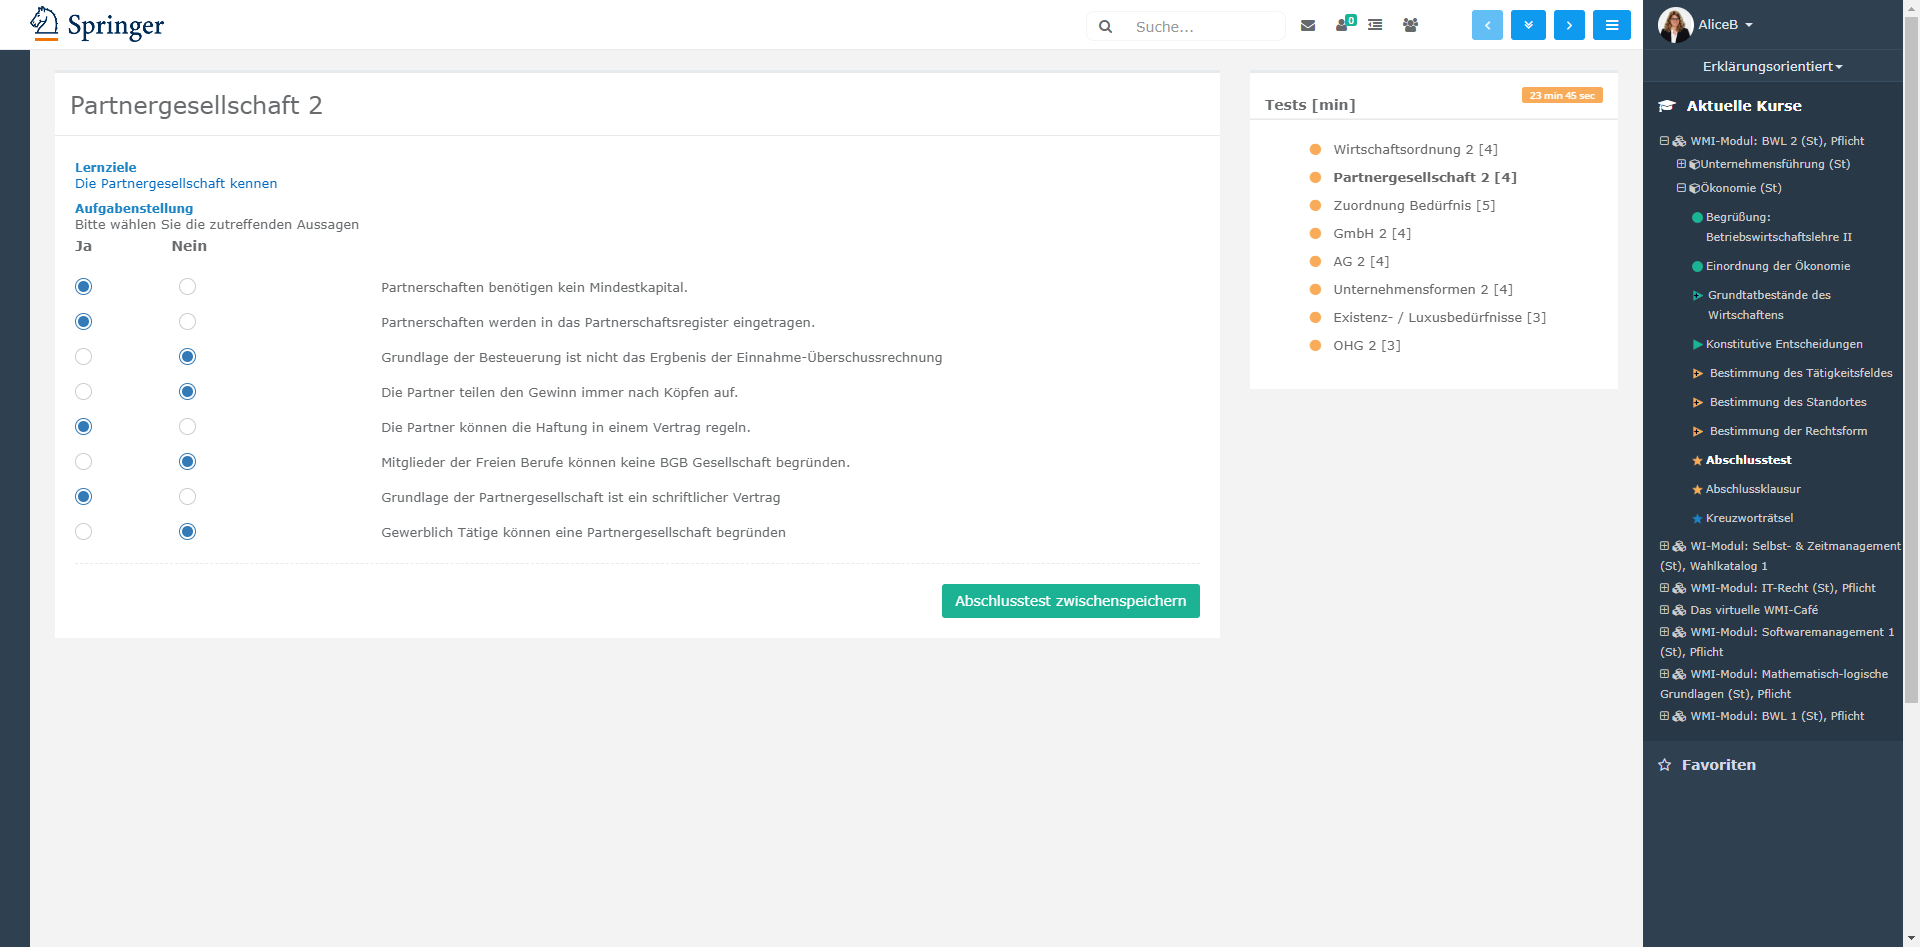 Springer
Suche...
0
AliceB
Erklärungsorientiert
Partnergesellschaft 2
Lernziele
Die Partnergesellschaft kennen
Aufgabenstellung
Bitte wählen Sie die zutreffenden Aussagen
Ja Nein
Partnerschaften benötigen kein Mindestkapital.
Partnerschaften werden in das Partnerschaftsregister eingetragen.
Grundlage der Besteuerung ist nicht das Ergbenis der Einnahme-Überschussrechnung
Die Partner teilen den Gewinn immer nach Köpfen auf.
Die Partner können die Haftung in einem Vertrag regeln.
Mitglieder der Freien Berufe können keine BGB Gesellschaft begründen.
Grundlage der Partnergesellschaft ist ein schriftlicher Vertrag
Gewerblich Tätige können eine Partnergesellschaft begründen
Abschlusstest zwischenspeichern
Tests [min]
23 min 45 sec
Wirtschaftsordnung 2 [4]
Partnergesellschaft 2 [4]
Zuordnung Bedürfnis [5]
GmbH 2 [4]
AG 2 [4]
Unternehmensformen 2 [4]
Existenz- / Luxusbedürfnisse [3]
OHG 2 [3]
Aktuelle Kurse
WMI-Modul: BWL 2 (St), Pflicht
Unternehmensführung (St)
Ökonomie (St)
Begrüßung:
Betriebswirtschaftslehre II
Einordnung der Ökonomie
Grundtatbestände des
Wirtschaftens
Konstitutive Entscheidungen
Bestimmung des Tätigkeitsfeldes
Bestimmung des Standortes
Bestimmung der Rechtsform
Abschlusstest
Abschlussklausur
Kreuzworträtsel
WI-Modul: Selbst- & Zeitmanagement
(St), Wahlkatalog 1
WMI-Modul: IT-Recht (St), Pflicht
Das virtuelle WMI-Café
WMI-Modul: Softwaremanagement 1
(St), Pflicht
WMI-Modul: Mathematisch-logische
Grundlagen (St), Pflicht
WMI-Modul: BWL 1 (St), Pflicht
Favoriten